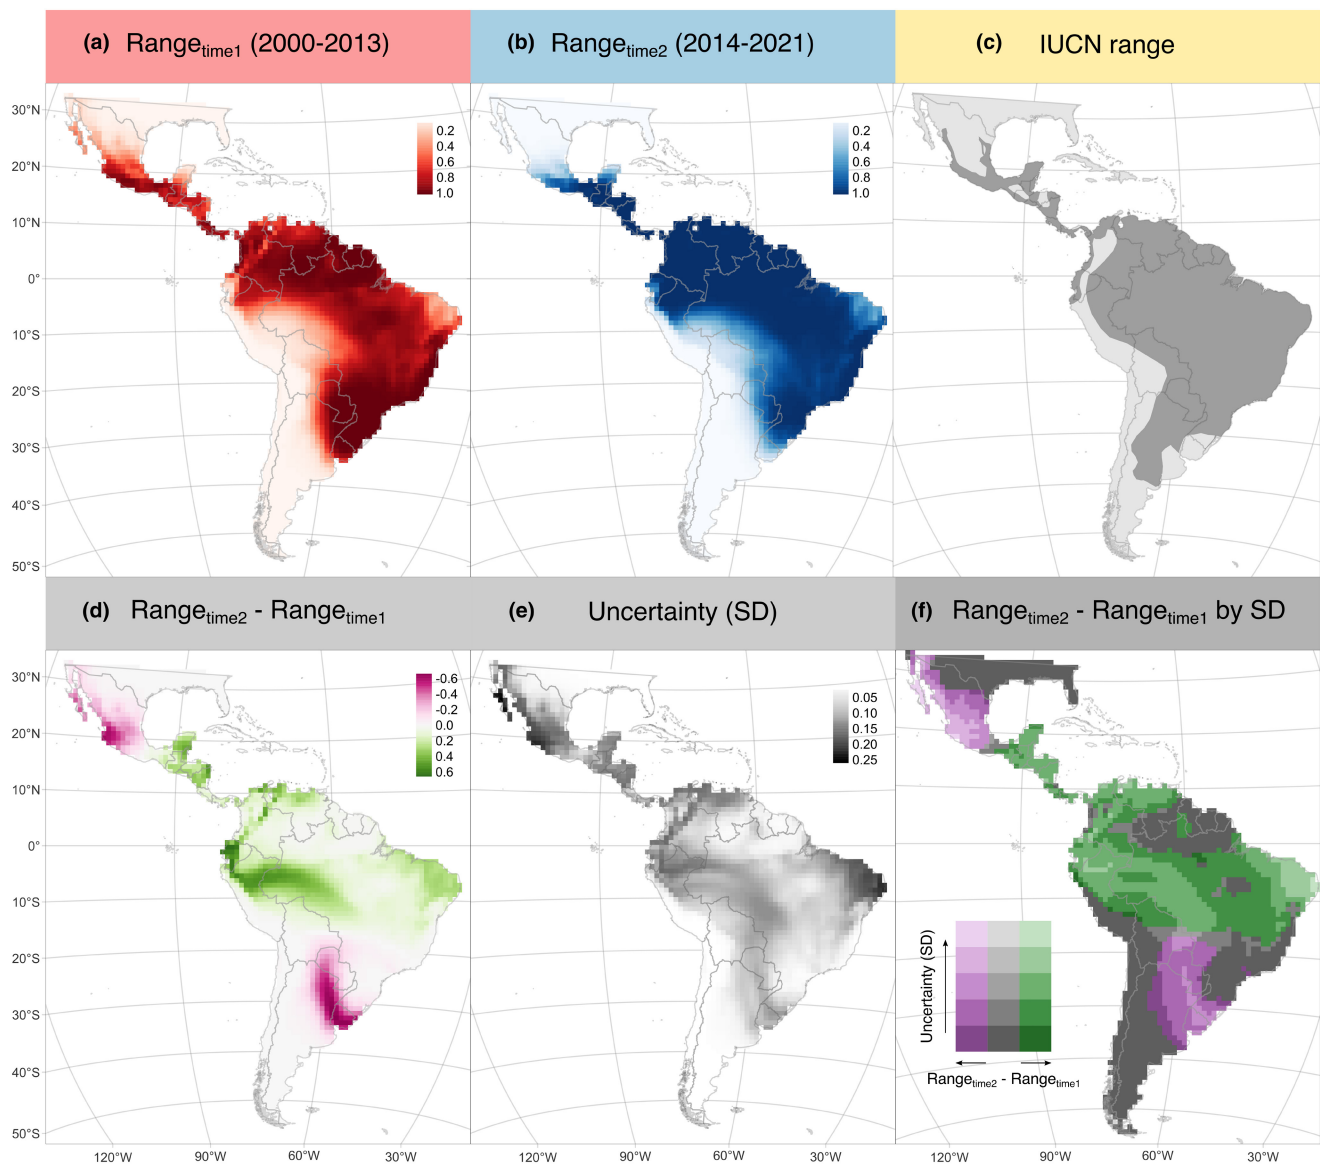 (a) Rangetime1 (2000-2013)
(b) Rangetime2 (2014-2021)
(c) IUCN range
30°N
20°N
10°N
0°
10°S
20°S
30°S
40°S
50°S
0.2
0.4
0.6
0.8
1.0
0.2
0.4
0.6
0.8
1.0
(d) Rangetime2 - Rangetime1
(e) Uncertainty (SD)
(f) Rangetime2 - Rangetime1 by SD
30°N
20°N
10°N
0°
10°S
20°S
30°S
40°S
50°S
-0.6
-0.4
-0.2
0.0
0.2
0.4
0.6
0.05
0.10
0.15
0.20
0.25
Uncertainty (SD)
Rangetime2 - Rangetime1
120°W
90°W
60°W
30°W
120°W
90°W
60°W
30°W
120°W
90°W
60°W
30°W